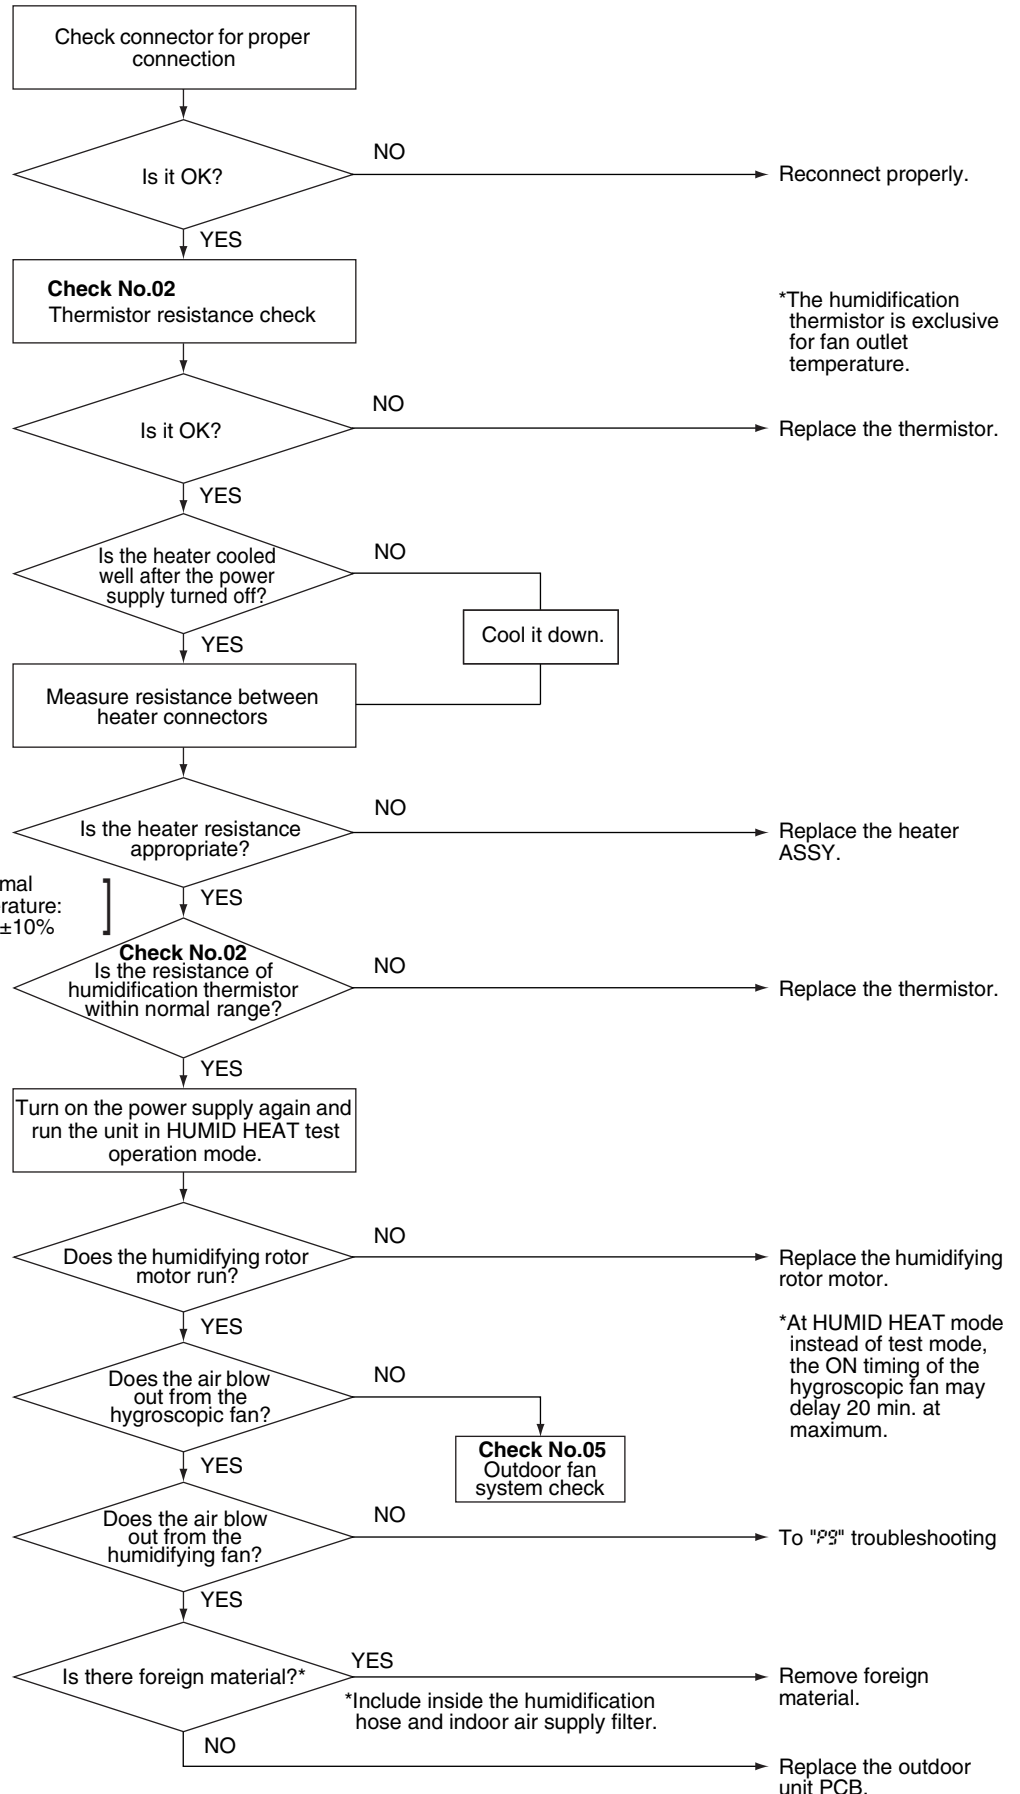 Check connector for proper
connection
Is it OK?
NO
Reconnect properly.
YES
Check No.02
Thermistor resistance check
*The humidification
thermistor is exclusive
for fan outlet
temperature.
Is it OK?
NO
Replace the thermistor.
YES
Is the heater cooled
well after the power
supply turned off?
NO
Cool it down.
YES
Measure resistance between
heater connectors
Is the heater resistance
appropriate?
NO
Replace the heater
ASSY.
YES
mal
rature:
±10%
]
Check No.02
Is the resistance of
humidification thermistor
within normal range?
NO
Replace the thermistor.
YES
Turn on the power supply again and
run the unit in HUMID HEAT test
operation mode.
Does the humidifying rotor
motor run?
NO
Replace the humidifying
rotor motor.
YES
*At HUMID HEAT mode
instead of test mode,
the ON timing of the
hygroscopic fan may
delay 20 min. at
maximum.
Does the air blow
out from the
hygroscopic fan?
NO
Check No.05
Outdoor fan
system check
YES
Does the air blow
out from the
humidifying fan?
NO
To "P9" troubleshooting
YES
Is there foreign material?*
YES
Remove foreign
material.
*Include inside the humidification
hose and indoor air supply filter.
NO
Replace the outdoor
unit PCB.